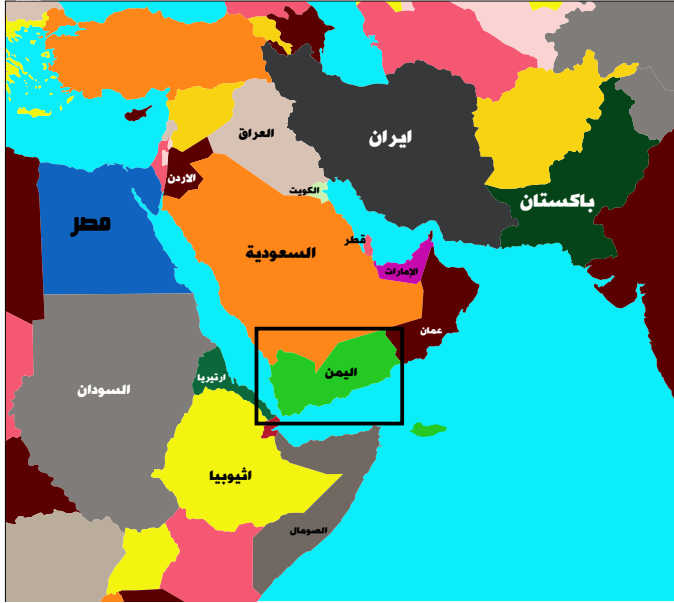 العراق
ايران
الاردن
الكويت
باكستان
مصر
قطر
السعودية
الإمارات
عمان
اليمن
ارتيريا
السودان
اثيوبيا
الصومال